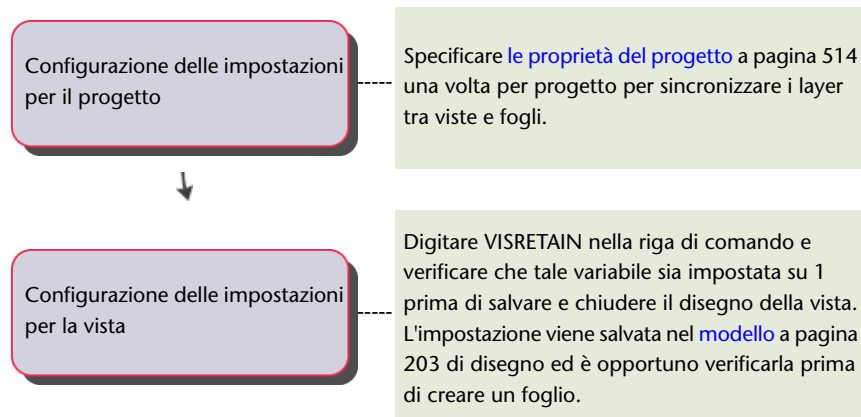 Configurazione delle impostazioni
per il progetto
Specificare le proprietà del progetto a pagina 514
una volta per progetto per sincronizzare i layer
tra viste e fogli.
Configurazione delle impostazioni
per la vista
Digitare VISRETAIN nella riga di comando e
verificare che tale variabile sia impostata su 1
prima di salvare e chiudere il disegno della vista.
L'impostazione viene salvata nel modello a pagina
203 di disegno ed è opportuno verificarla prima
di creare un foglio.